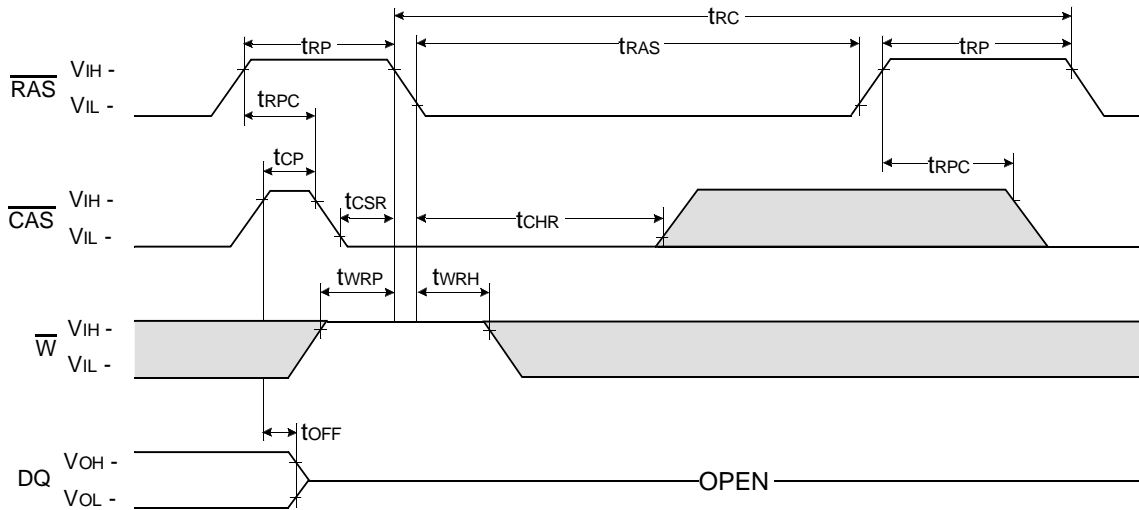 tRC
tRP
tRAS
tRP
RAS
VIH -
VIL -
tRPC
tCP
tCSR
tCHR
tRPC
CAS
VIH -
VIL -
tWRP
tWRH
W
VIH -
VIL -
tOFF
DQ
VOH -
VOL -
OPEN